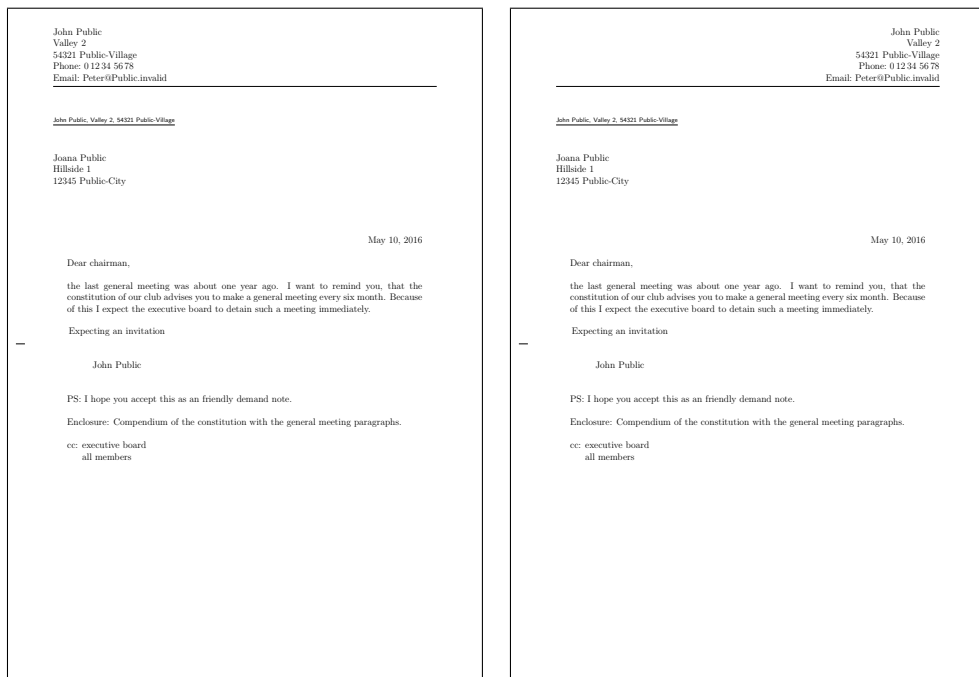 John Public
Valley 2
54321 Public-Village
Phone: 0 12 34 56 78
Email: Peter@Public.invalid
John Public, Valley 2, 54321 Public-Village
Joana Public
Hillside 1
12345 Public-City
May 10, 2016
Dear chairman,
the last general meeting was about one year ago. I want to remind you, that the
constitution of our club advises you to make a general meeting every six month. Because
of this I expect the executive board to detain such a meeting immediately.
Expecting an invitation
John Public
PS: I hope you accept this as an friendly demand note.
Enclosure: Compendium of the constitution with the general meeting paragraphs.
cc: executive board
all members
John Public
Valley 2
54321 Public-Village
Phone: 0 12 34 56 78
Email: Peter@Public.invalid
John Public, Valley 2, 54321 Public-Village
Joana Public
Hillside 1
12345 Public-City
May 10, 2016
Dear chairman,
the last general meeting was about one year ago. I want to remind you, that the
constitution of our club advises you to make a general meeting every six month. Because
of this I expect the executive board to detain such a meeting immediately.
Expecting an invitation
John Public
PS: I hope you accept this as an friendly demand note.
Enclosure: Compendium of the constitution with the general meeting paragraphs.
cc: executive board
all members